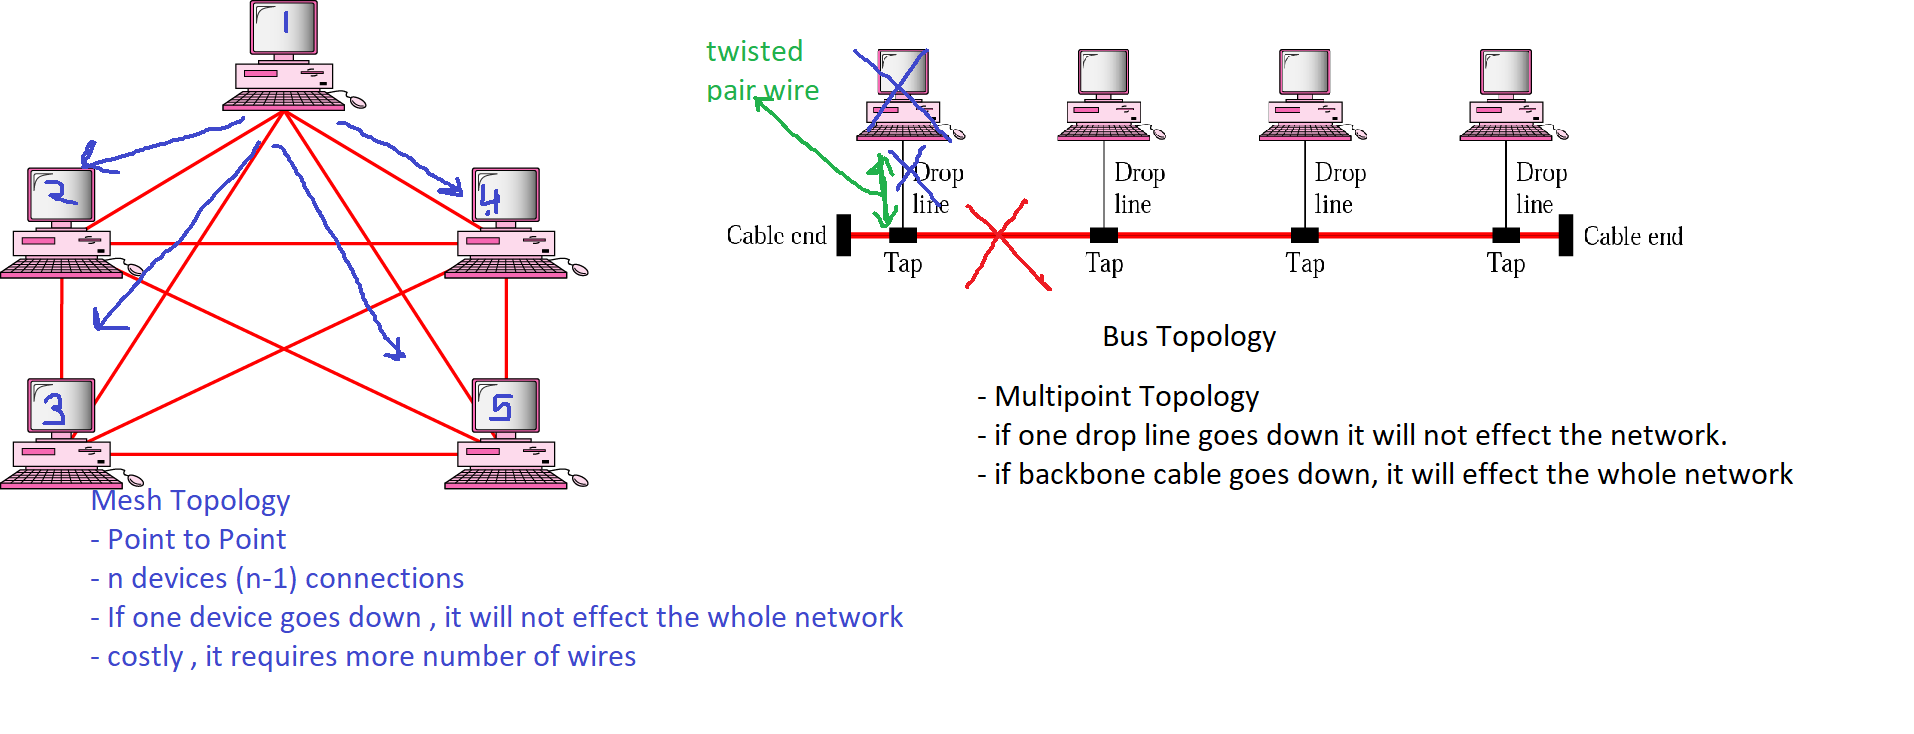 1
2
4
3
5
Mesh Topology
- Point to Point
- n devices (n-1) connections
- If one device goes down , it will not effect the whole network
- costly , it requires more number of wires
twisted
pair wire
Drop
line
Drop
line
Drop
line
Drop
line
Cable end
Cable end
Tap
Tap
Tap
Tap
Bus Topology
- Multipoint Topology
- if one drop line goes down it will not effect the network.
- if backbone cable goes down, it will effect the whole network